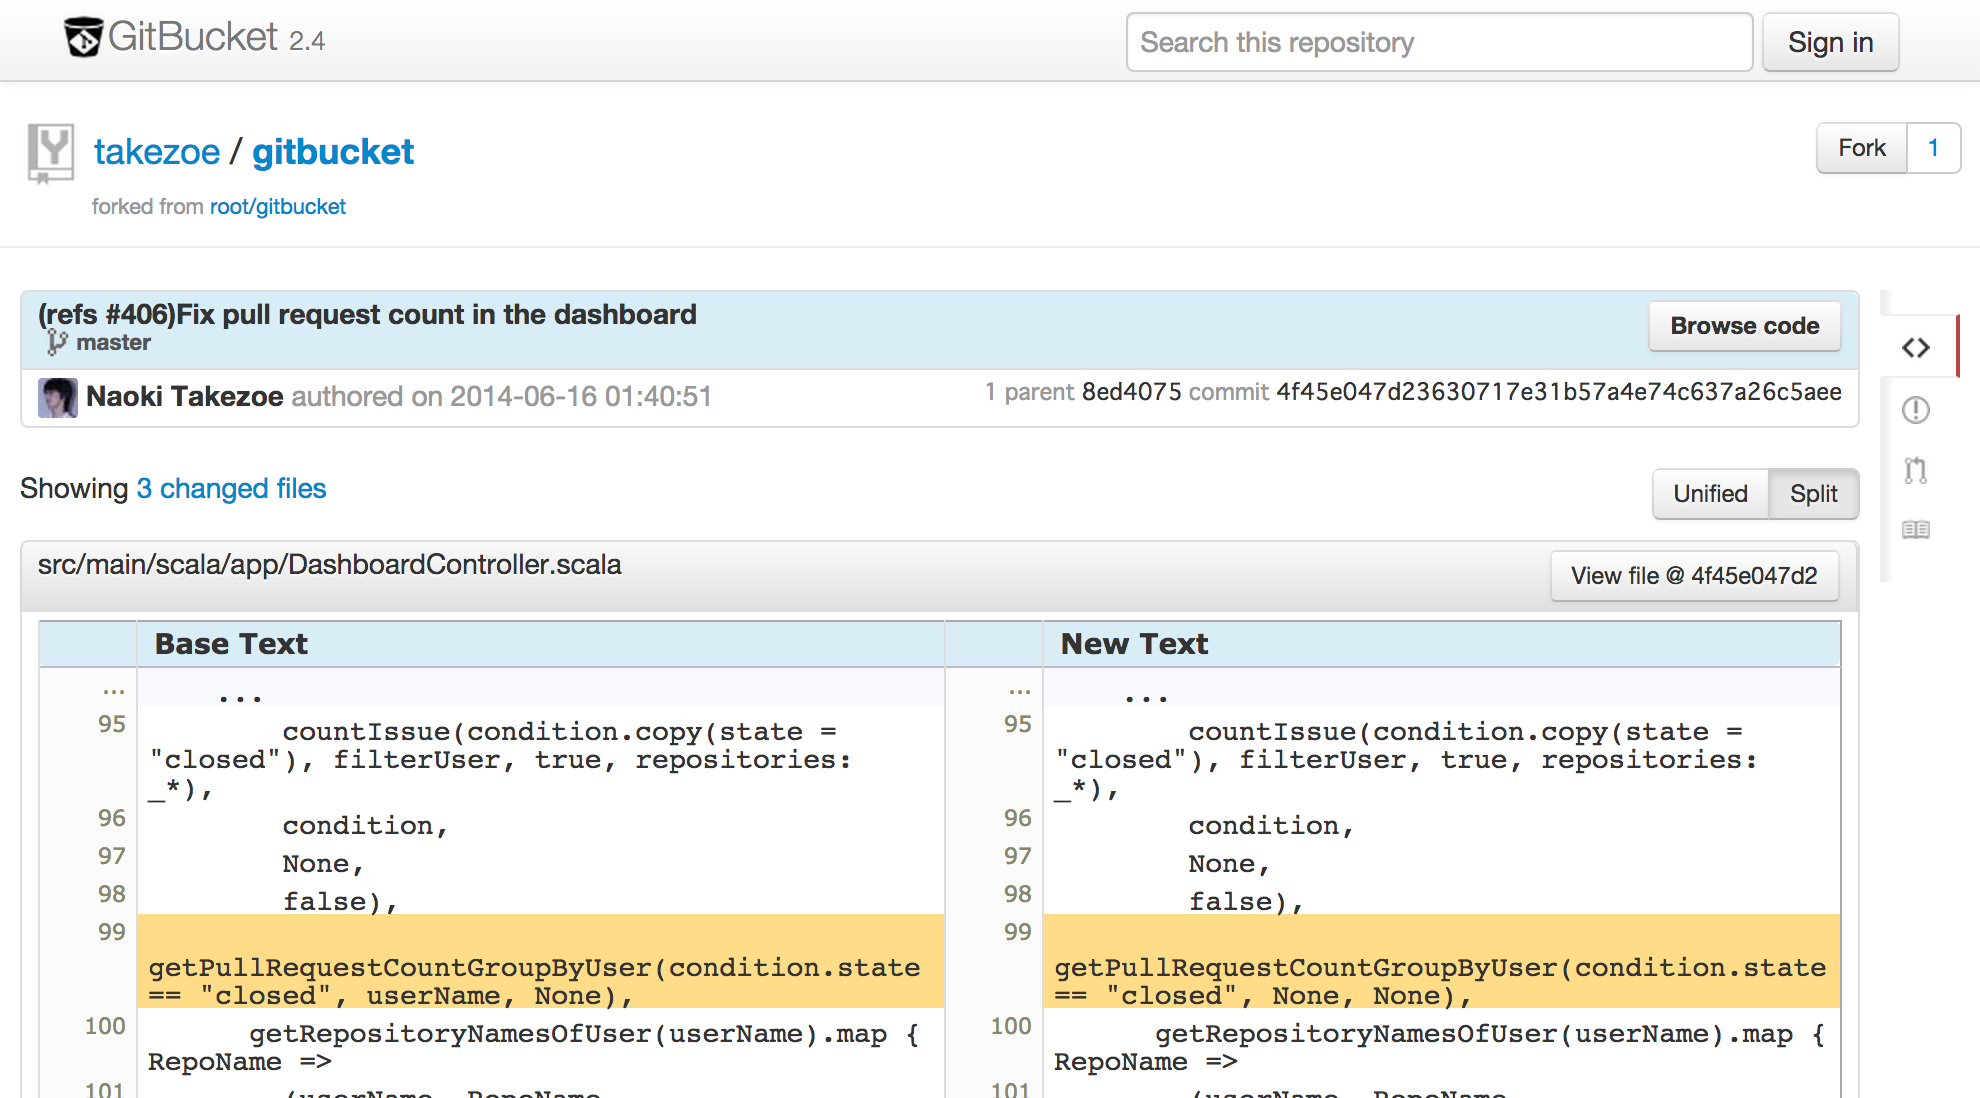 GitBucket 2.4
Search this repository
Sign in
takezoe / gitbucket
Fork 1
forked from root/gitbucket
(refs #406)Fix pull request count in the dashboard
master
Browse code
Naoki Takezoe authored on 2014-06-16 01:40:51
1 parent 8ed4075 commit 4f45e047d23630717e31b57a4e74c637a26c5aee
Showing 3 changed files
Unified Split
src/main/scala/app/DashboardController.scala
View file @ 4f45e047d2
Base Text
... ...
95 countIssue(condition.copy(state =
"closed"), filterUser, true, repositories:
_*),
96 condition,
97 None,
98 false),
99
getPullRequestCountGroupByUser(condition.state
== "closed", userName, None),
100 getRepositoryNamesOfUser(userName).map {
RepoName =>
101 (userName, RepoName
New Text
... ...
95 countIssue(condition.copy(state =
"closed"), filterUser, true, repositories:
_*),
96 condition,
97 None,
98 false),
99
getPullRequestCountGroupByUser(condition.state
== "closed", None, None),
100 getRepositoryNamesOfUser(userName).map {
RepoName =>
101 (userName, RepoName